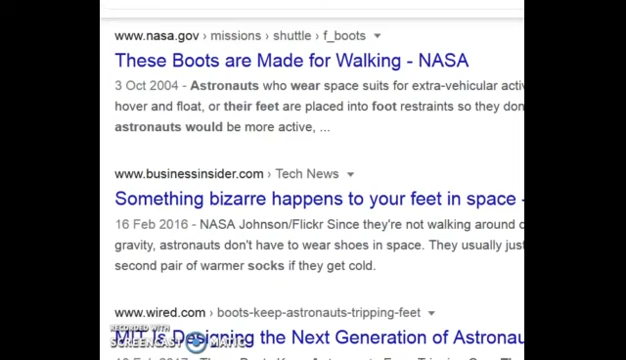 www.nasa.gov › missions › shuttle › f_boots
These Boots are Made for Walking - NASA
3 Oct 2004 - Astronauts who wear space suits for extra-vehicular activ
hover and float, or their feet are placed into foot restraints so they don
astronauts would be more active, ...
www.businessinsider.com › Tech News
Something bizarre happens to your feet in space -
16 Feb 2016 - NASA Johnson/Flickr Since they're not walking around
gravity, astronauts don't have to wear shoes in space. They usually just
second pair of warmer socks if they get cold.
www.wired.com › boots-keep-astronauts-tripping-feet
MIT Is Designing the Next Generation of Astronau
RECORDED WITH
SCREENCAST MATIC